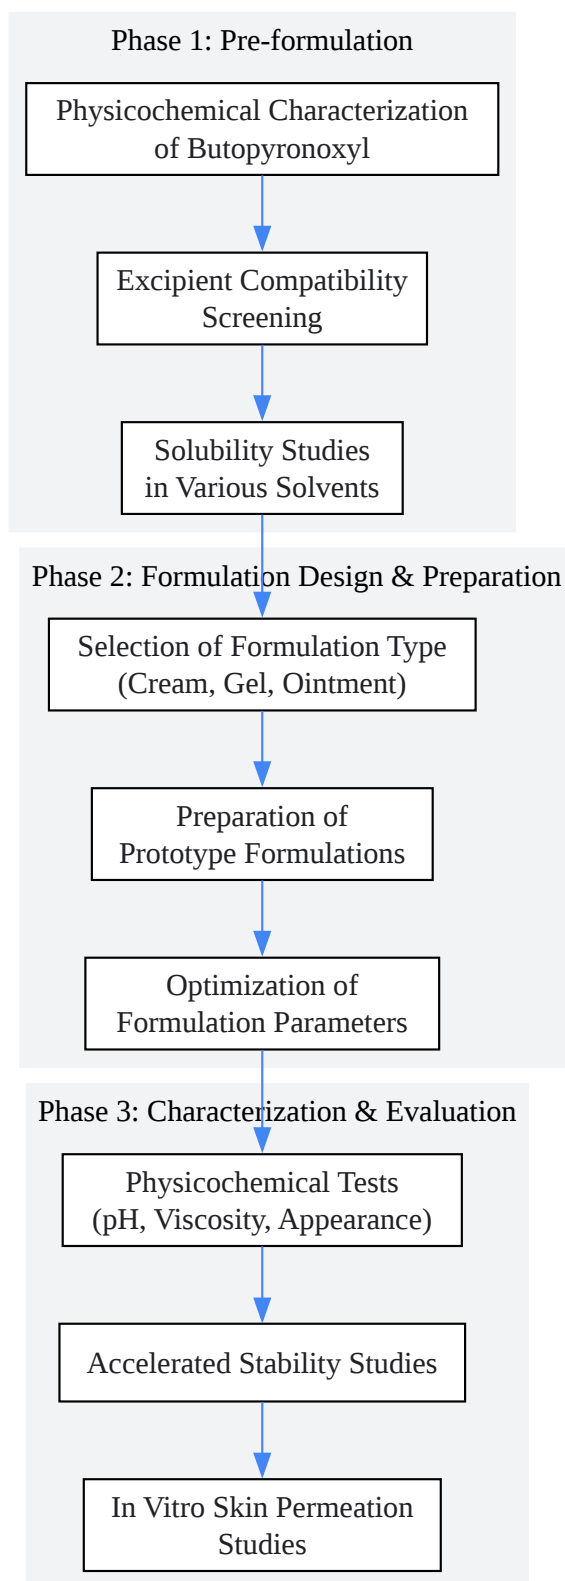 Phase 1: Pre-formulation
Physicochemical Characterization
of Butopyronoxyl
Excipient Compatibility
Screening
Solubility Studies
in Various Solvents
Phase 2: Formulation Design & Preparation
Selection of Formulation Type
(Cream, Gel, Ointment)
Preparation of
Prototype Formulations
Optimization of
Formulation Parameters
Phase 3: Characterization & Evaluation
Physicochemical Tests
(pH, Viscosity, Appearance)
Accelerated Stability Studies
In Vitro Skin Permeation
Studies